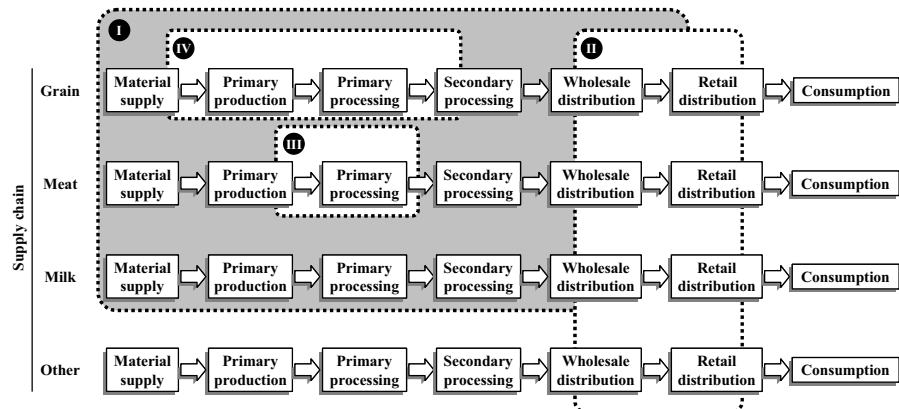 I
IV
II
Grain
Material supply
Primary production
Primary processing
Secondary processing
Wholesale distribution
Retail distribution
Consumption
III
Meat
Material supply
Primary production
Primary processing
Secondary processing
Wholesale distribution
Retail distribution
Consumption
Supply chain
Milk
Material supply
Primary production
Primary processing
Secondary processing
Wholesale distribution
Retail distribution
Consumption
Other
Material supply
Primary production
Primary processing
Secondary processing
Wholesale distribution
Retail distribution
Consumption